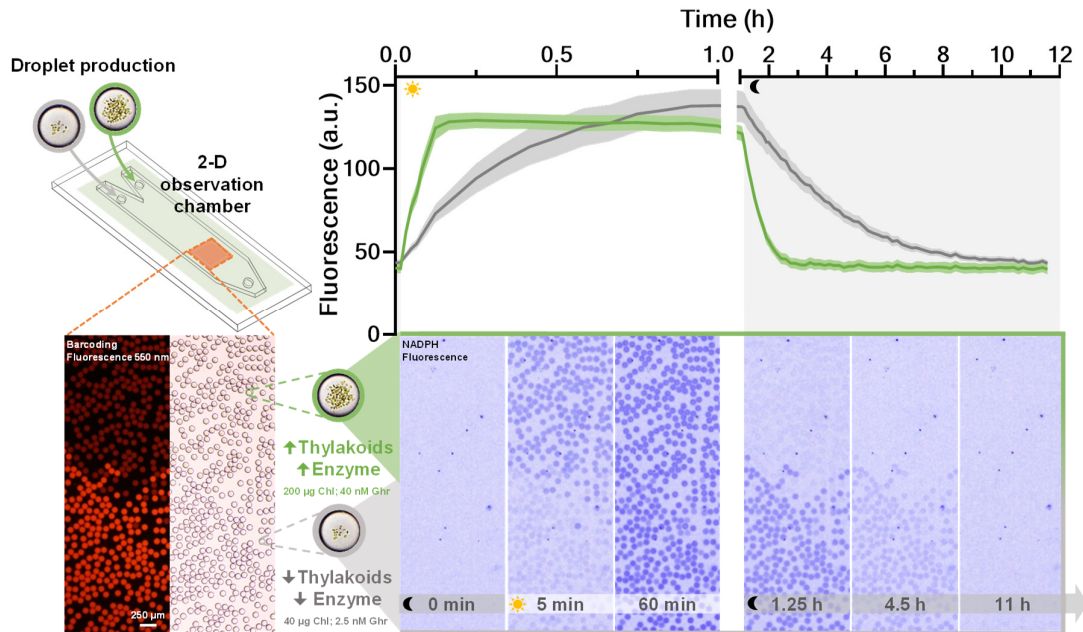 Time (h)
0.0 0.5 1.0 2 4 6 8 10 12
Droplet production
2-D
observation
chamber
Fluorescence (a.u.)
150
100
50
0
Barcoding
Fluorescence 550 nm
250 µm
↑Thylakoids
↑Enzyme
200 µg Chl; 40 nM Ghr
↓Thylakoids
↓Enzyme
40 µg Chl; 2.5 nM Ghr
NADPH
Fluorescence
0 min 5 min 60 min 1.25 h 4.5 h 11 h